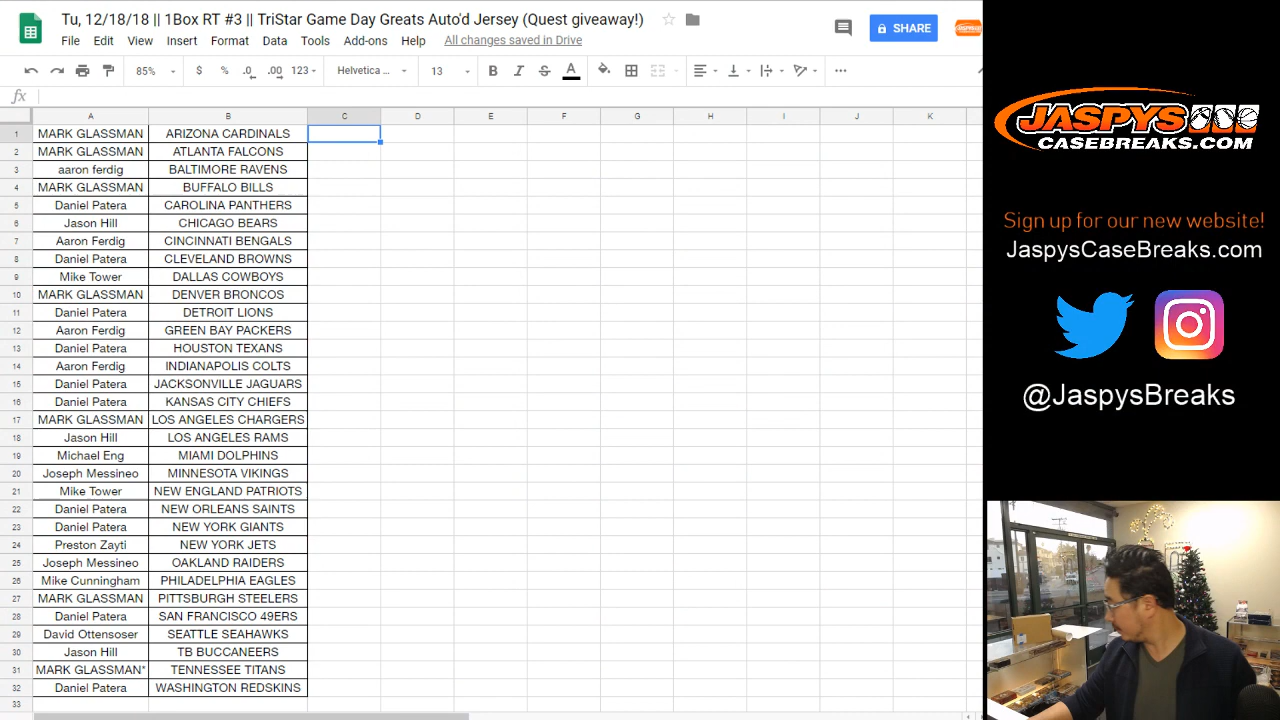 Tu, 12/18/18 || 1Box RT #3 || TriStar Game Day Greats Auto'd Jersey (Quest giveaway!)
File Edit View Insert Format Tools Add-ons Help All changes saved in Drive
SHARE
85% $ % .0 .00 123 Helvetica ... 13 B I S A
fx
A B C D E F G H I J K
1 MARK GLASSMAN ARIZONA CARDINALS
2 MARK GLASSMAN ATLANTA FALCONS
3 aaron ferdig BALTIMORE RAVENS
4 MARK GLASSMAN BUFFALO BILLS
5 Daniel Patera CAROLINA PANTHERS
6 Jason Hill CHICAGO BEARS
7 Aaron Ferdig CINCINNATI BENGALS
8 Daniel Patera CLEVELAND BROWNS
9 Mike Tower DALLAS COWBOYS
10 MARK GLASSMAN DENVER BRONCOS
11 Daniel Patera DETROIT LIONS
12 Aaron Ferdig GREEN BAY PACKERS
13 Daniel Patera HOUSTON TEXANS
14 Aaron Ferdig INDIANAPOLIS COLTS
15 Daniel Patera JACKSONVILLE JAGUARS
16 Daniel Patera KANSAS CITY CHIEFS
17 MARK GLASSMAN LOS ANGELES CHARGERS
18 Jason Hill LOS ANGELES RAMS
19 Michael Eng MIAMI DOLPHINS
20 Joseph Messineo MINNESOTA VIKINGS
21 Mike Tower NEW ENGLAND PATRIOTS
22 Daniel Patera NEW ORLEANS SAINTS
23 Daniel Patera NEW YORK GIANTS
24 Preston Zayti NEW YORK JETS
25 Joseph Messineo OAKLAND RAIDERS
26 Mike Cunningham PHILADELPHIA EAGLES
27 MARK GLASSMAN PITTSBURGH STEELERS
28 Daniel Patera SAN FRANCISCO 49ERS
29 David Ottensoser SEATTLE SEAHAWKS
30 Jason Hill TB BUCCANEERS
31 MARK GLASSMAN* TENNESSEE TITANS
32 Daniel Patera WASHINGTON REDSKINS
33
JASPYS
CASEBREAKS.COM
Sign up for our new website!
JaspysCaseBreaks.com
@JaspysBreaks